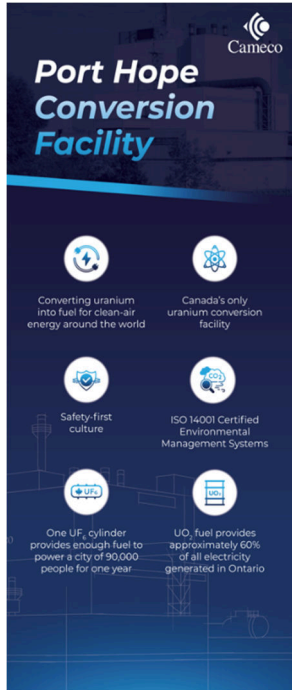 Cameco
Port Hope
Conversion
Facility
Converting uranium
into fuel for clean-air
energy around the world
Canada's only
uranium conversion
facility
Safety-first
culture
CO₂
ISO 14001 Certified
Environmental
Management Systems
UF₆
One UF₆ cylinder
provides enough fuel to
power a city of 90,000
people for one year
UO₂
UO₂ fuel provides
approximately 60%
of all electricity
generated in Ontario